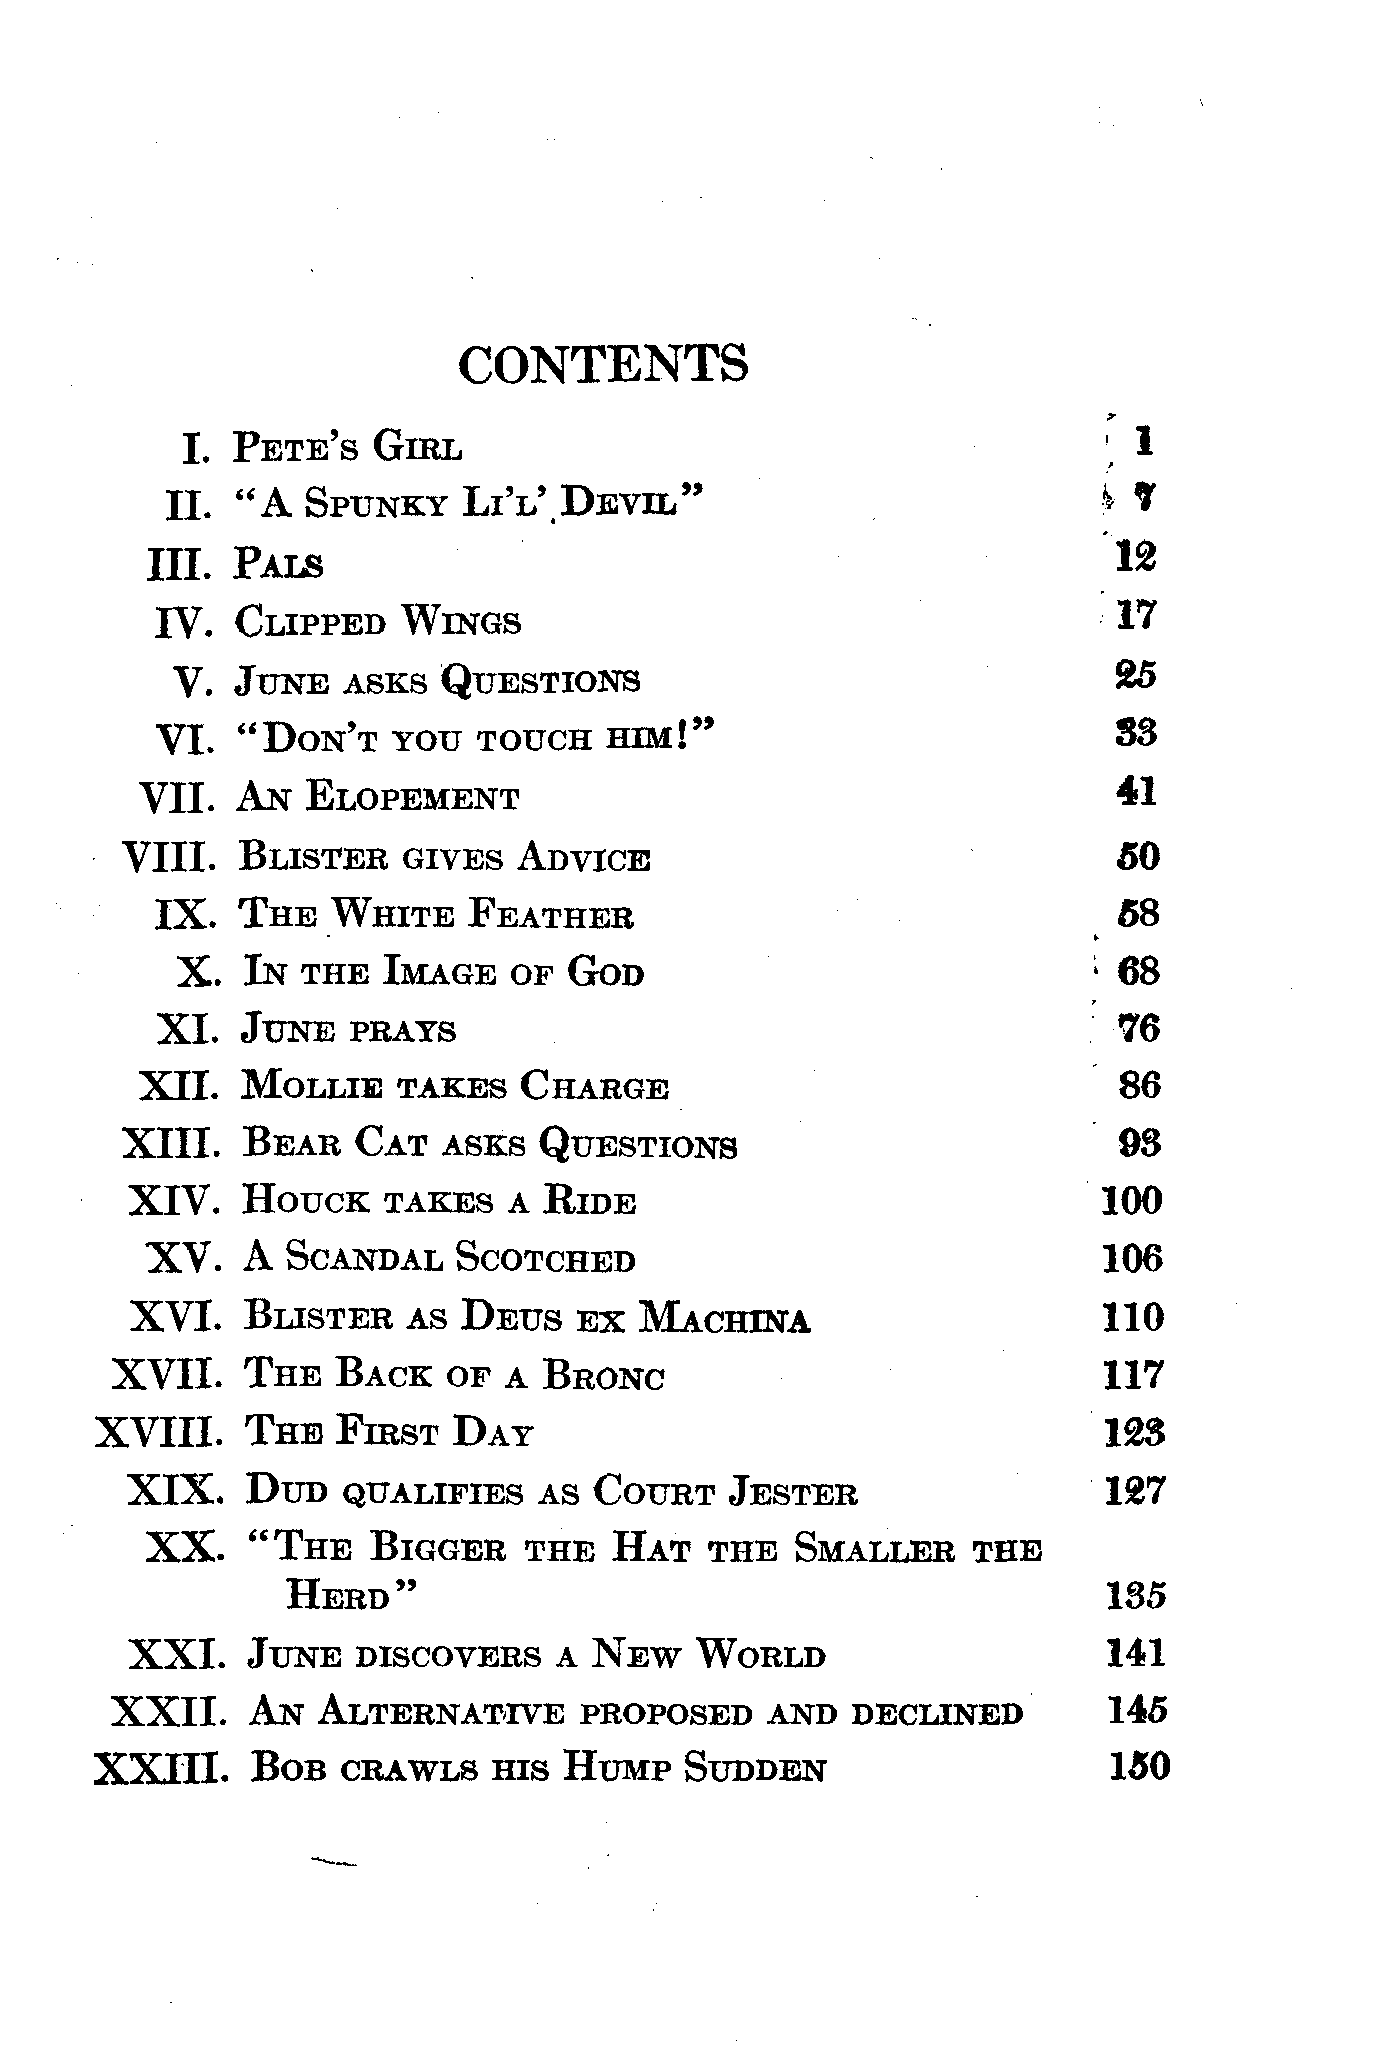 CONTENTS
I. Pete's Girl 1
II. "A Spunky Li'l' Devil" 7
III. Pals 12
IV. Clipped Wings 17
V. June asks Questions 25
VI. "Don't you touch him!" 33
VII. An Elopement 41
VIII. Blister gives Advice 50
IX. The White Feather 58
X. In the Image of God 68
XI. June prays 76
XII. Mollie takes Charge 86
XIII. Bear Cat asks Questions 93
XIV. Houck takes a Ride 100
XV. A Scandal Scotched 106
XVI. Blister as Deus ex Machina 110
XVII. The Back of a Bronc 117
XVIII. The First Day 123
XIX. Dud qualifies as Court Jester 127
XX. "The Bigger the Hat the Smaller the
Herd" 135
XXI. June discovers a New World 141
XXII. An Alternative proposed and declined 145
XXIII. Bob crawls his Hump Sudden 150